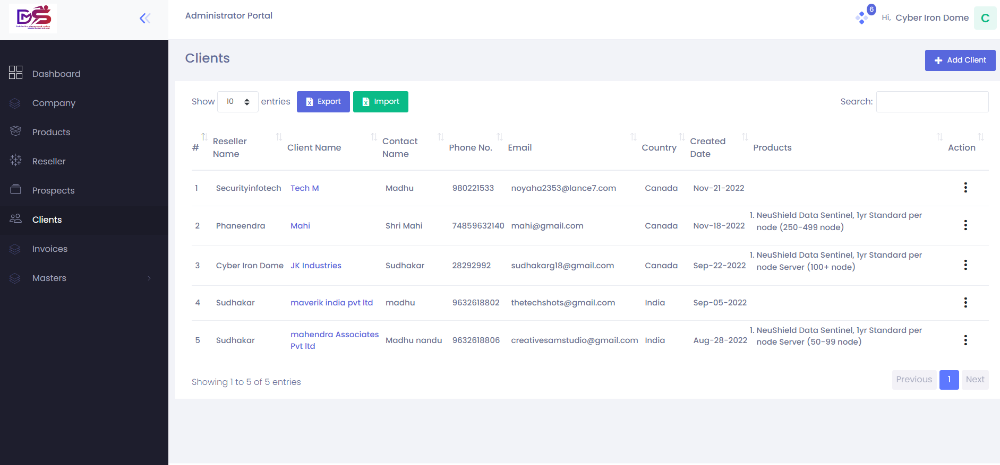 DMS
Administrator Portal
6
Hi, Cyber Iron Dome
C
Dashboard
Company
Products
Reseller
Prospects
Clients
Invoices
Masters
Clients
Add Client
Show 10 entries
Export
Import
Search:
# Reseller Name Client Name Contact Name Phone No. Email Country Created Date Products Action
1 Securityinfotech Tech M Madhu 980221533 noyaha2353@lance7.com Canada Nov-21-2022
2 Phaneendra Mahi Shri Mahi 74859632140 mahi@gmail.com Canada Nov-18-2022 1. NeuShield Data Sentinel, 1yr Standard per
node (250-499 node)
3 Cyber Iron Dome JK Industries Sudhakar 28292992 sudhakarg18@gmail.com Canada Sep-22-2022 1. NeuShield Data Sentinel, 1yr Standard per
node Server (100+ node)
4 Sudhakar maverik india pvt ltd madhu 9632618802 thetechshots@gmail.com India Sep-05-2022
5 Sudhakar mahendra Associates Pvt ltd Madhu nandu 9632618806 creativesamstudio@gmail.com India Aug-28-2022 1. NeuShield Data Sentinel, 1yr Standard per
node Server (50-99 node)
Showing 1 to 5 of 5 entries
Previous 1 Next